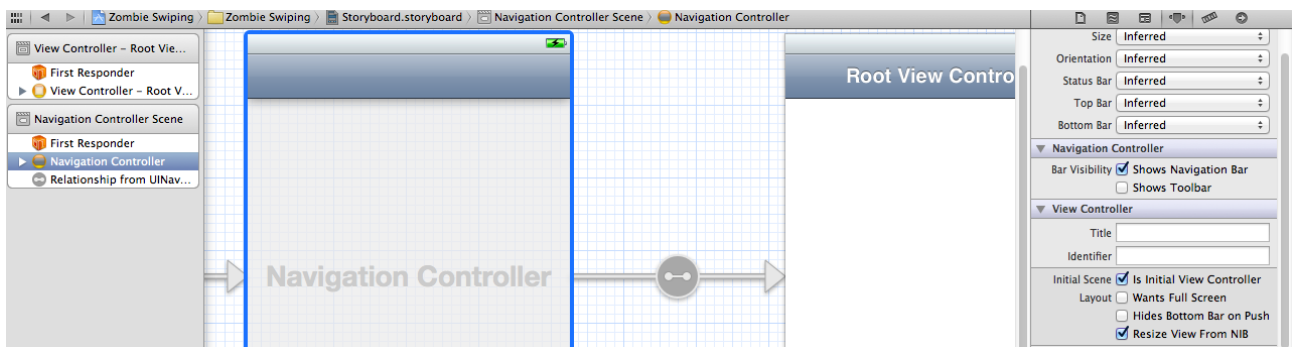 Zombie Swiping Zombie Swiping Storyboard.storyboard Navigation Controller Scene Navigation Controller
View Controller – Root Vie...
First Responder
View Controller – Root V...
Navigation Controller Scene
First Responder
Navigation Controller
Relationship from UINav...
Navigation Controller
Root View Contro
Size Inferred
Orientation Inferred
Status Bar Inferred
Top Bar Inferred
Bottom Bar Inferred
Navigation Controller
Bar Visibility Shows Navigation Bar
Shows Toolbar
View Controller
Title
Identifier
Initial Scene Is Initial View Controller
Layout Wants Full Screen
Hides Bottom Bar on Push
Resize View From NIB